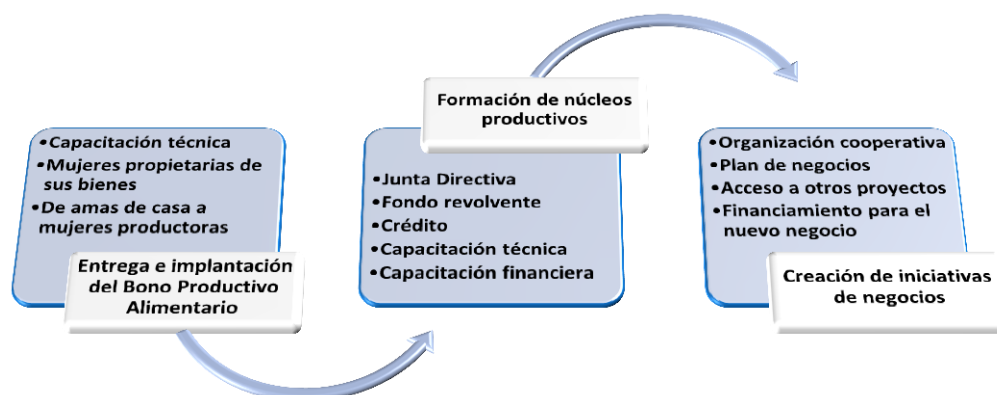 •Capacitación técnica
•Mujeres propietarias de
sus bienes
•De amas de casa a
mujeres productoras
Entrega e implantación
del Bono Productivo
Alimentario
Formación de núcleos
productivos
•Junta Directiva
•Fondo revolvente
•Crédito
•Capacitación técnica
•Capacitación financiera
•Organización cooperativa
•Plan de negocios
•Acceso a otros proyectos
•Financiamiento para el
nuevo negocio
Creación de iniciativas
de negocios